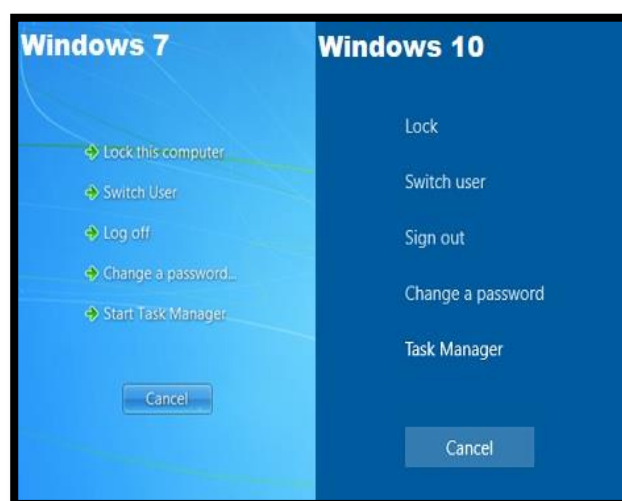 Windows 7
Lock this computer
Switch User
Log off
Change a password...
Start Task Manager
Cancel
Windows 10
Lock
Switch user
Sign out
Change a password
Task Manager
Cancel